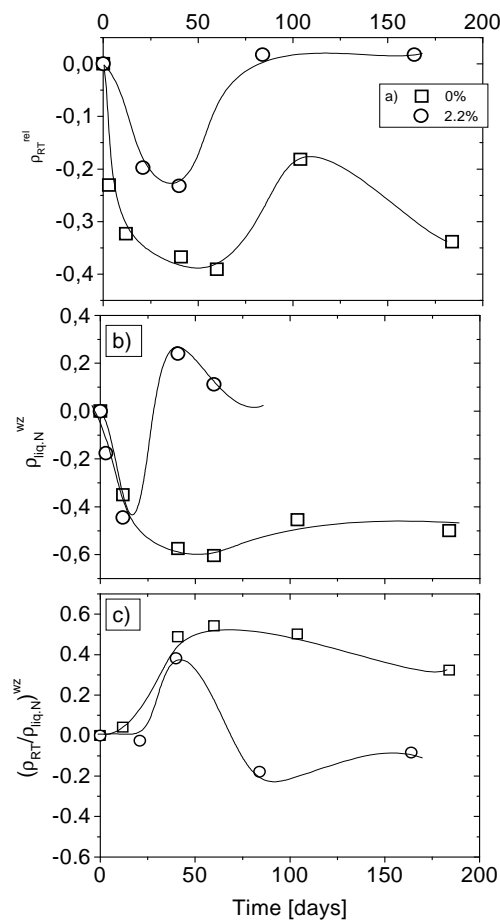 0 50 100 150 200
0,0
-0,1
-0,2
-0,3
-0,4
ρRT rel
a) 0%
2.2%
b)
0,4
0,2
0,0
-0,2
-0,4
-0,6
ρliq.N wz
c)
0.6
0.4
0.2
0.0
-0.2
-0.4
-0.6
(ρRT/ρliq.N)wz
0 50 100 150 200
Time [days]